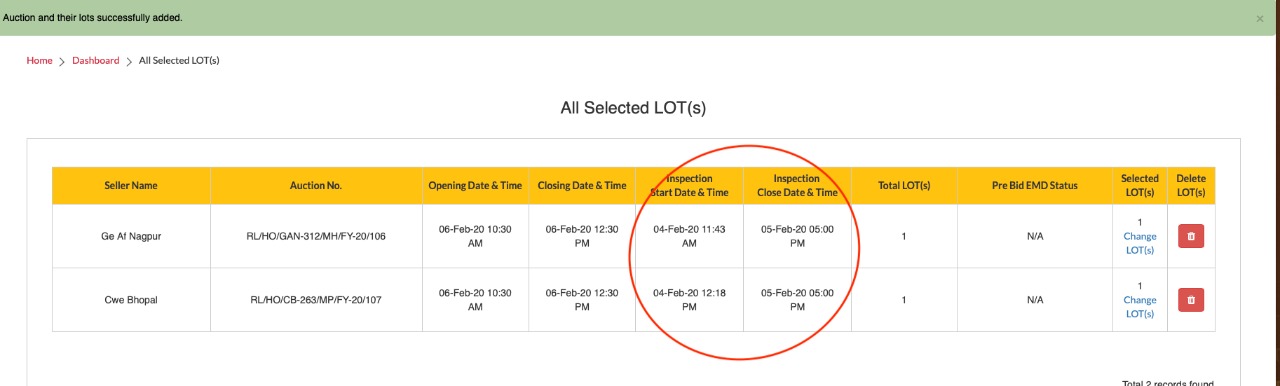 Auction and their lots successfully added.
×
Home > Dashboard > All Selected LOT(s)
All Selected LOT(s)
Seller Name Auction No. Opening Date & Time Closing Date & Time Inspection Start Date & Time Inspection Close Date & Time Total LOT(s) Pre Bid EMD Status Selected LOT(s) Delete LOT(s)
Ge Af Nagpur RL/HO/GAN-312/MH/FY-20/106 06-Feb-20 10:30 AM 06-Feb-20 12:30 PM 04-Feb-20 11:43 AM 05-Feb-20 05:00 PM 1 N/A 1 Change LOT(s)
Cwe Bhopal RL/HO/CB-263/MP/FY-20/107 06-Feb-20 10:30 AM 06-Feb-20 12:30 PM 04-Feb-20 12:18 PM 05-Feb-20 05:00 PM 1 N/A 1 Change LOT(s)
Total 2 records found